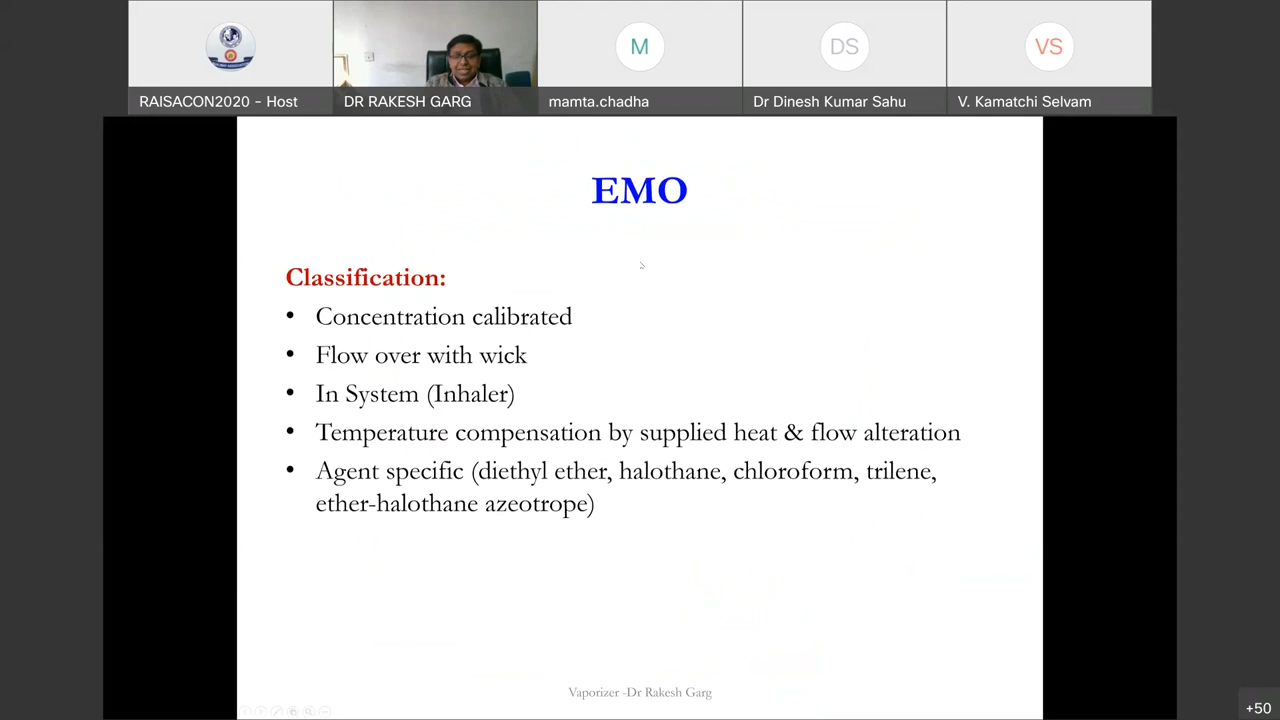 M
DS
VS
RAISACON2020 - Host
DR RAKESH GARG
mamta.chadha
Dr Dinesh Kumar Sahu
V. Kamatchi Selvam
EMO
Classification:
• Concentration calibrated
• Flow over with wick
• In System (Inhaler)
• Temperature compensation by supplied heat & flow alteration
• Agent specific (diethyl ether, halothane, chloroform, trilene,
ether-halothane azeotrope)
Vaporizer -Dr Rakesh Garg
+50